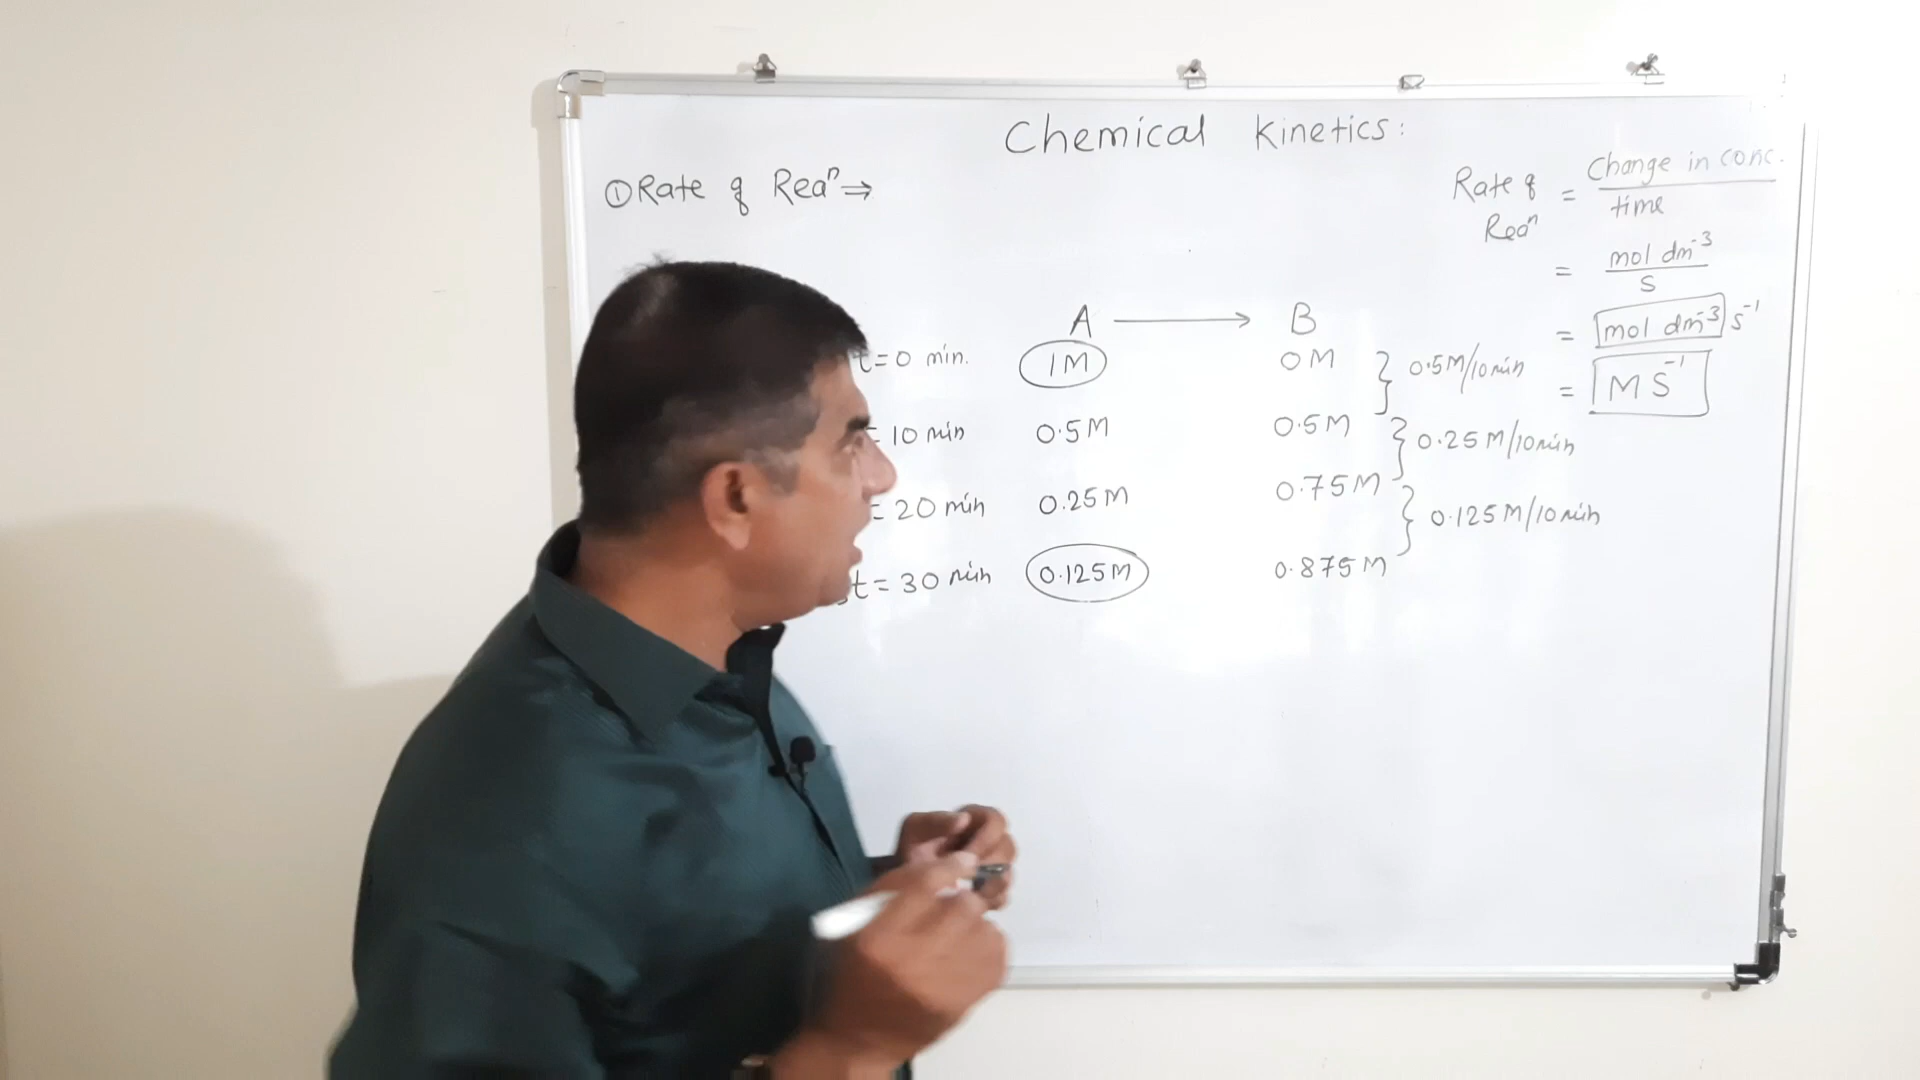 Chemical Kinetics:
① Rate of Reaⁿ ⇒
Rate of Reaⁿ = Change in conc. / time
= mol dm⁻³ / S
= mol dm⁻³ s⁻¹
= M S⁻¹
A ⟶ B
t = 0 min. 1M 0M } 0.5M/10 min
= 10 min 0.5M 0.5M } 0.25M/10 min
= 20 min 0.25M 0.75M } 0.125M/10 min
t = 30 min 0.125M 0.875M